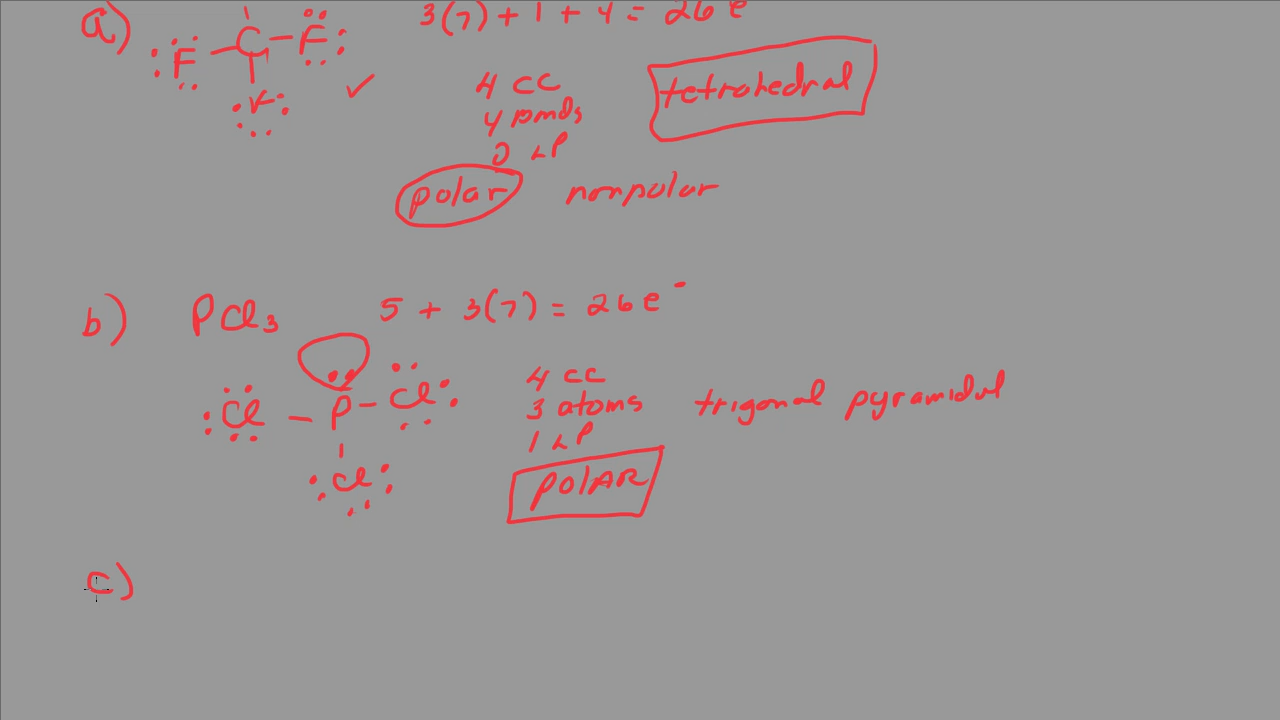 a)
3(7) + 1 + 4 = 26 e
:F - C - F:
:F:
4 CC
tetrahedral
4 pmds
0 LP
polar nonpolar
b) PCl3 5 + 3(7) = 26 e-
:Cl - P - Cl:
:Cl:
4 CC
3 atoms trigonal pyramidal
1 LP
POLAR
c)